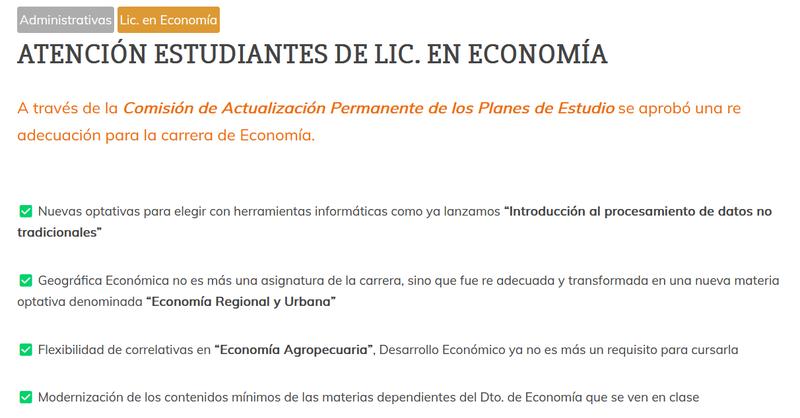 Administrativas Lic. en Economía
ATENCIÓN ESTUDIANTES DE LIC. EN ECONOMÍA
A través de la Comisión de Actualización Permanente de los Planes de Estudio se aprobó una re
adecuación para la carrera de Economía.
Nuevas optativas para elegir con herramientas informáticas como ya lanzamos “Introducción al procesamiento de datos no
tradicionales”
Geográfica Económica no es más una asignatura de la carrera, sino que fue re adecuada y transformada en una nueva materia
optativa denominada “Economía Regional y Urbana”
Flexibilidad de correlativas en “Economía Agropecuaria”, Desarrollo Económico ya no es más un requisito para cursarla
Modernización de los contenidos mínimos de las materias dependientes del Dto. de Economía que se ven en clase